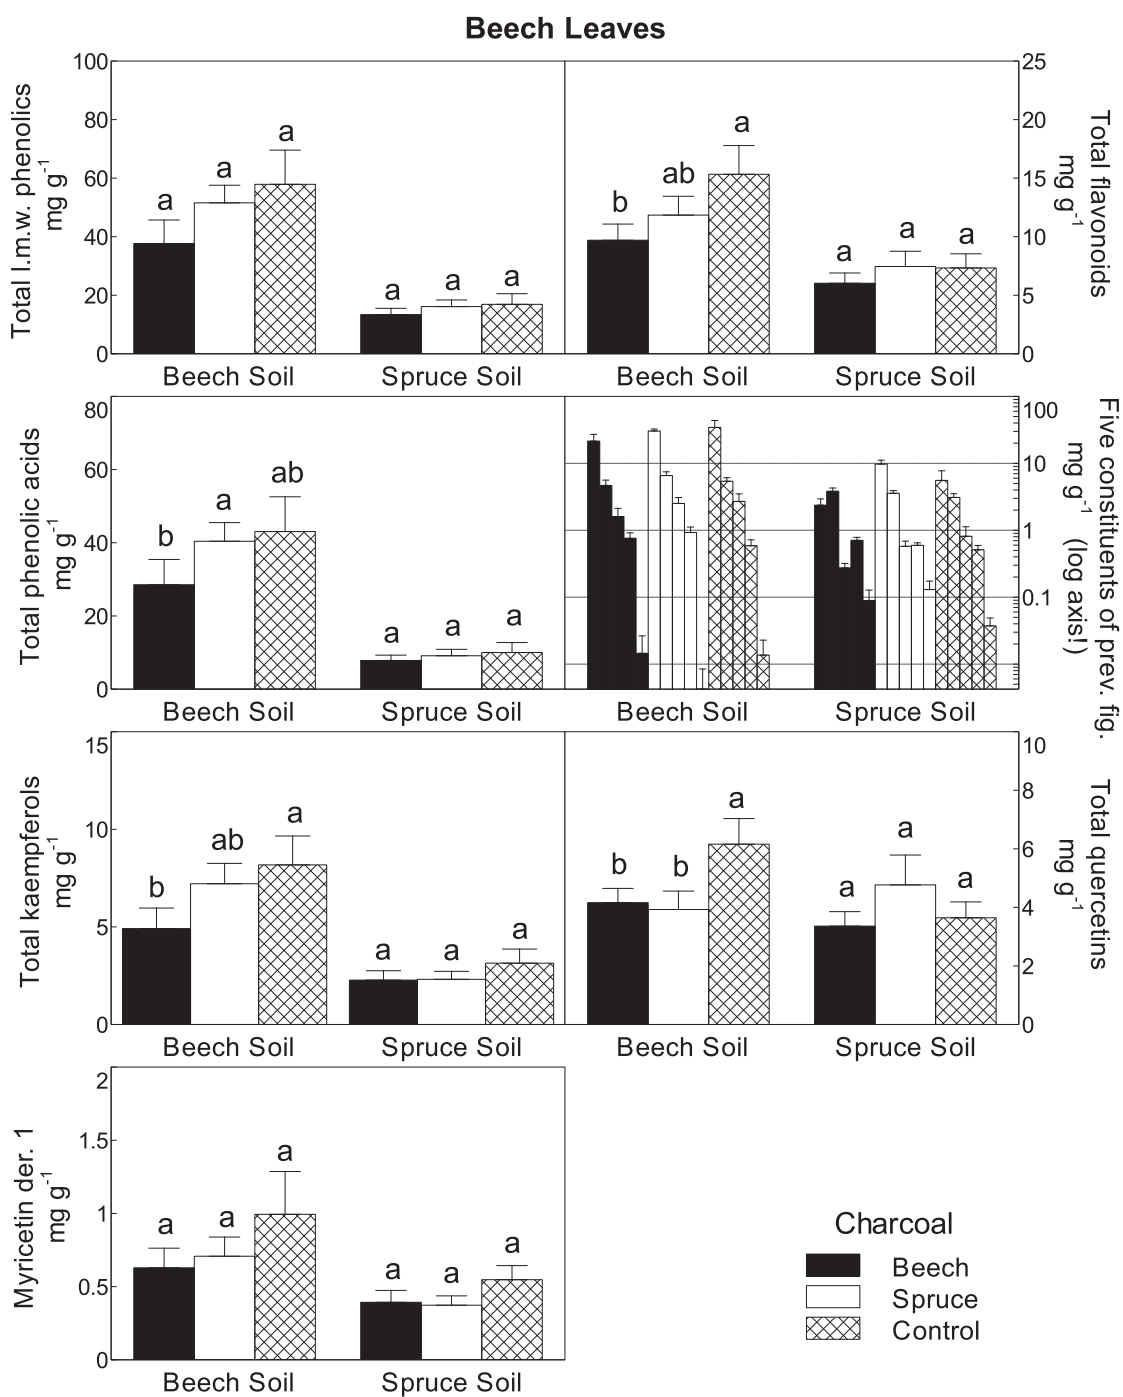 Beech Leaves
Total l.m.w. phenolics
mg g-1
100
80
60
40
20
0
a
a
a
a
a
a
Beech Soil
Spruce Soil
b
ab
a
a
a
a
Beech Soil
Spruce Soil
25
20
15
10
5
0
Total flavonoids
mg g-1
Total phenolic acids
mg g-1
80
60
40
20
0
b
a
ab
a
a
a
Beech Soil
Spruce Soil
Beech Soil
Spruce Soil
100
10
1
0.1
Five constituents of prev. fig.
mg g-1 (log axis!)
Total kaempferols
mg g-1
15
10
5
0
b
ab
a
a
a
a
Beech Soil
Spruce Soil
b
b
a
a
a
a
Beech Soil
Spruce Soil
10
8
6
4
2
0
Total quercetins
mg g-1
Myricetin der. 1
mg g-1
2
1.5
1
0.5
0
a
a
a
a
a
a
Beech Soil
Spruce Soil
Charcoal
Beech
Spruce
Control